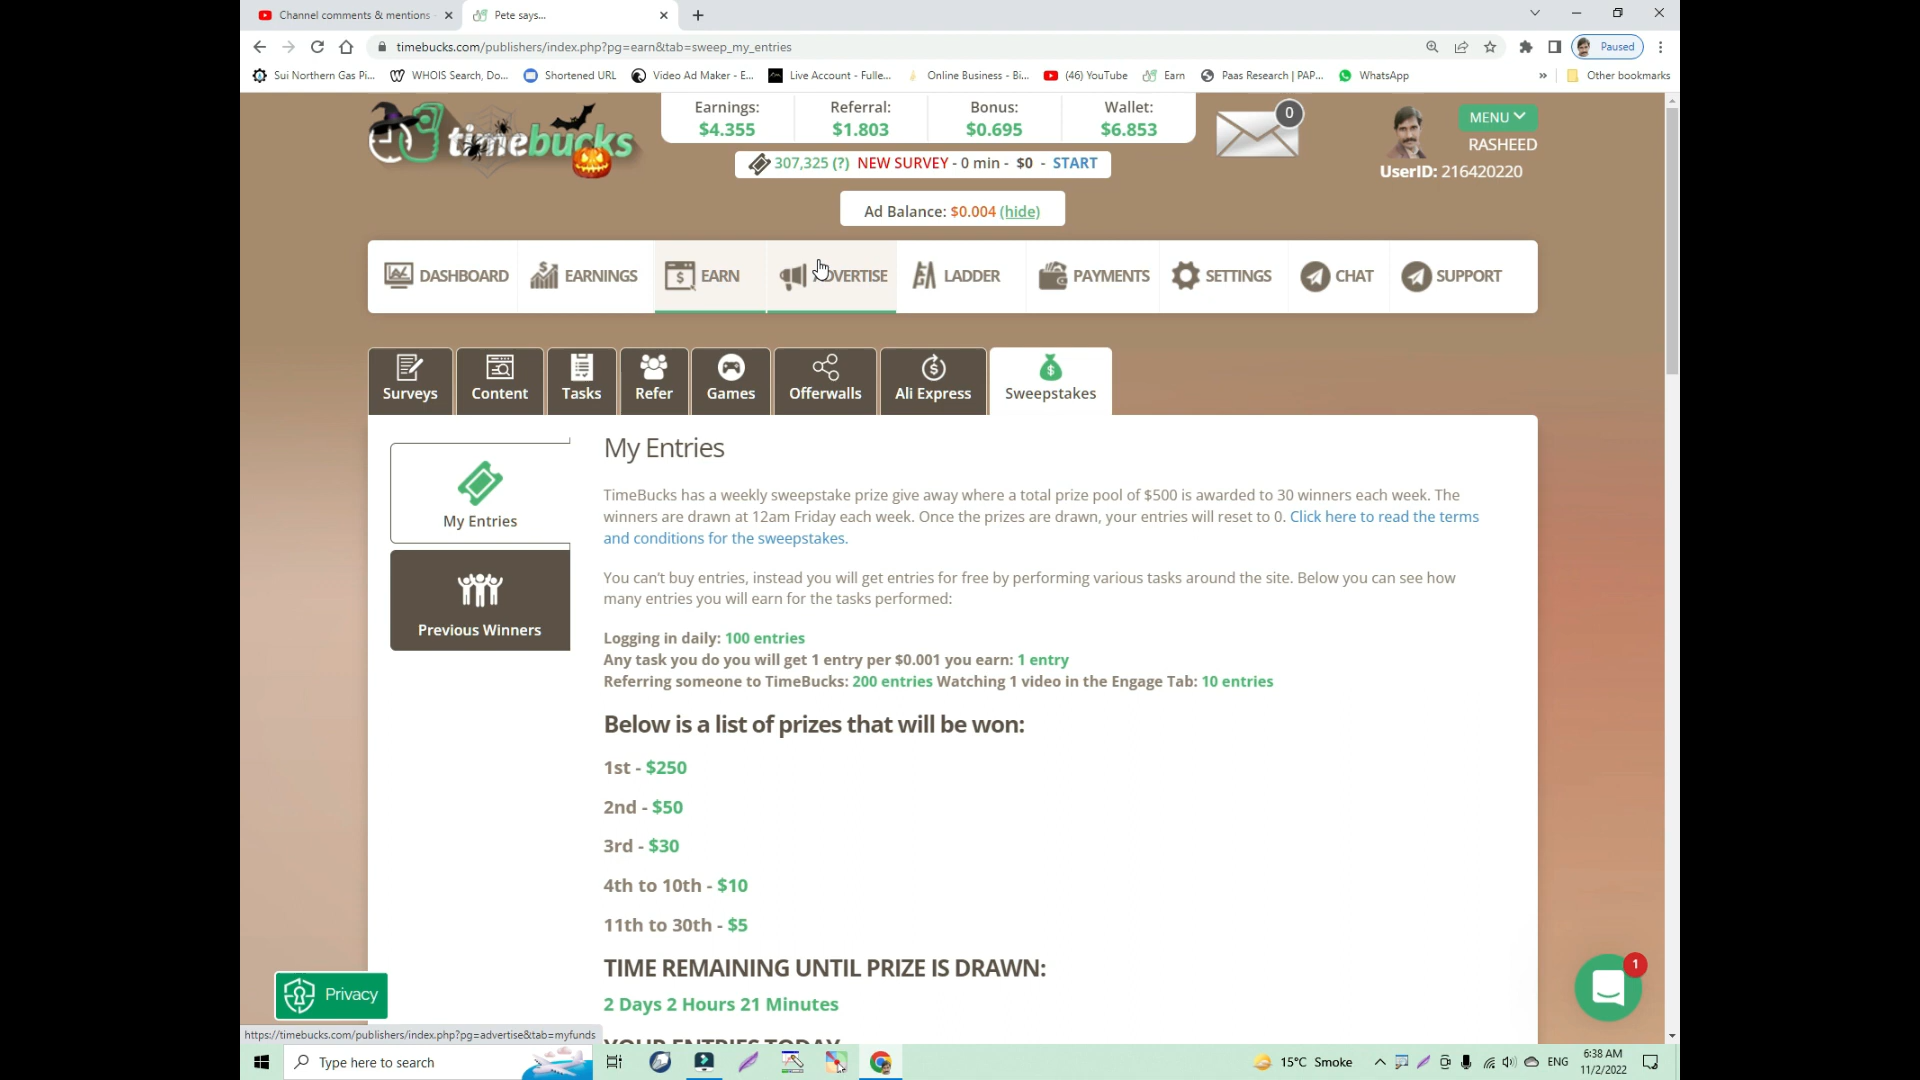 Channel comments & mentions
Pete says...
timebucks.com/publishers/index.php?pg=earn&tab=sweep_my_entries
Paused
Sui Northern Gas Pi...
WHOIS Search, Do...
Shortened URL
Video Ad Maker - E...
Live Account - Fulle...
Online Business - Bi...
(46) YouTube
Earn
Paas Research | PAP...
WhatsApp
»
Other bookmarks
timebucks
Earnings:
$4.355
Referral:
$1.803
Bonus:
$0.695
Wallet:
$6.853
0
MENU
RASHEED
UserID: 216420220
307,325 (?) NEW SURVEY - 0 min - $0 - START
Ad Balance: $0.004 (hide)
DASHBOARD
EARNINGS
EARN
VERTISE
LADDER
PAYMENTS
SETTINGS
CHAT
SUPPORT
Surveys
Content
Tasks
Refer
Games
Offerwalls
Ali Express
Sweepstakes
My Entries
Previous Winners
My Entries
TimeBucks has a weekly sweepstake prize give away where a total prize pool of $500 is awarded to 30 winners each week. The
winners are drawn at 12am Friday each week. Once the prizes are drawn, your entries will reset to 0. Click here to read the terms
and conditions for the sweepstakes.
You can't buy entries, instead you will get entries for free by performing various tasks around the site. Below you can see how
many entries you will earn for the tasks performed:
Logging in daily: 100 entries
Any task you do you will get 1 entry per $0.001 you earn: 1 entry
Referring someone to TimeBucks: 200 entries Watching 1 video in the Engage Tab: 10 entries
Below is a list of prizes that will be won:
1st - $250
2nd - $50
3rd - $30
4th to 10th - $10
11th to 30th - $5
TIME REMAINING UNTIL PRIZE IS DRAWN:
2 Days 2 Hours 21 Minutes
YOUR ENTRIES TODAY
Privacy
1
https://timebucks.com/publishers/index.php?pg=advertise&tab=myfunds
Type here to search
15°C Smoke
ENG
6:38 AM
11/2/2022